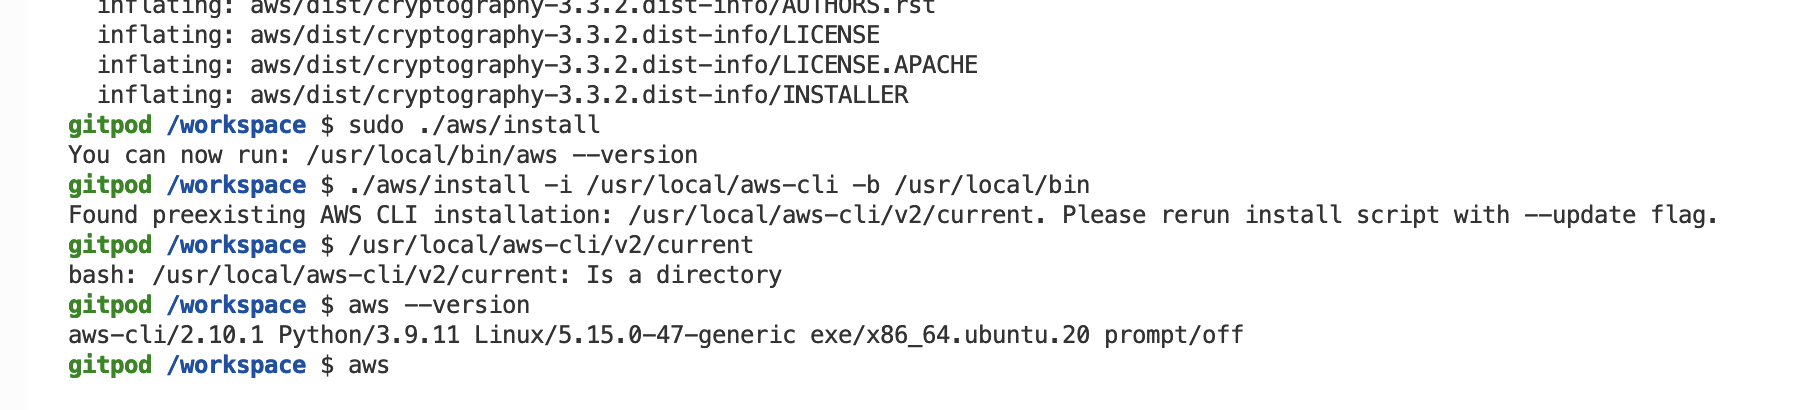 inflating: aws/dist/cryptography-3.3.2.dist-info/AUTHORS.rst
inflating: aws/dist/cryptography-3.3.2.dist-info/LICENSE
inflating: aws/dist/cryptography-3.3.2.dist-info/LICENSE.APACHE
inflating: aws/dist/cryptography-3.3.2.dist-info/INSTALLER
gitpod /workspace $ sudo ./aws/install
You can now run: /usr/local/bin/aws --version
gitpod /workspace $ ./aws/install -i /usr/local/aws-cli -b /usr/local/bin
Found preexisting AWS CLI installation: /usr/local/aws-cli/v2/current. Please rerun install script with --update flag.
gitpod /workspace $ /usr/local/aws-cli/v2/current
bash: /usr/local/aws-cli/v2/current: Is a directory
gitpod /workspace $ aws --version
aws-cli/2.10.1 Python/3.9.11 Linux/5.15.0-47-generic exe/x86_64.ubuntu.20 prompt/off
gitpod /workspace $ aws